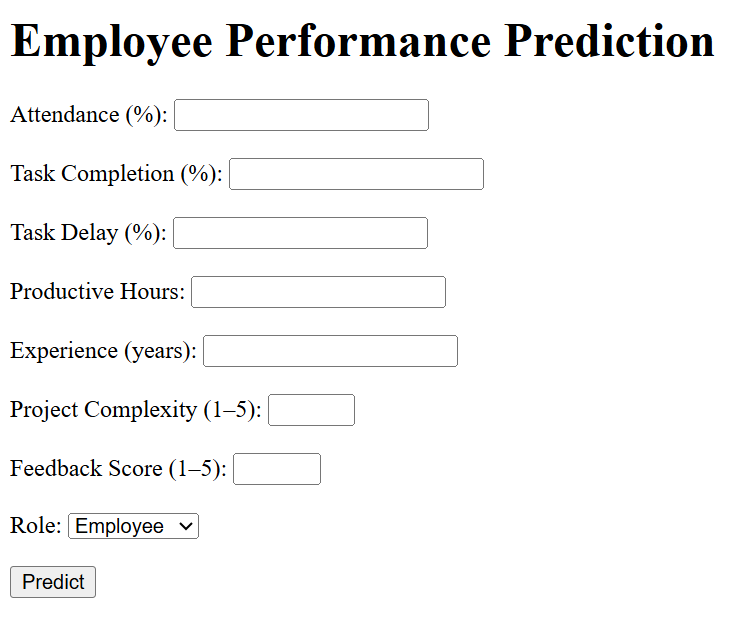 Employee Performance Prediction
Attendance (%):
Task Completion (%):
Task Delay (%):
Productive Hours:
Experience (years):
Project Complexity (1–5):
Feedback Score (1–5):
Role: Employee
Predict